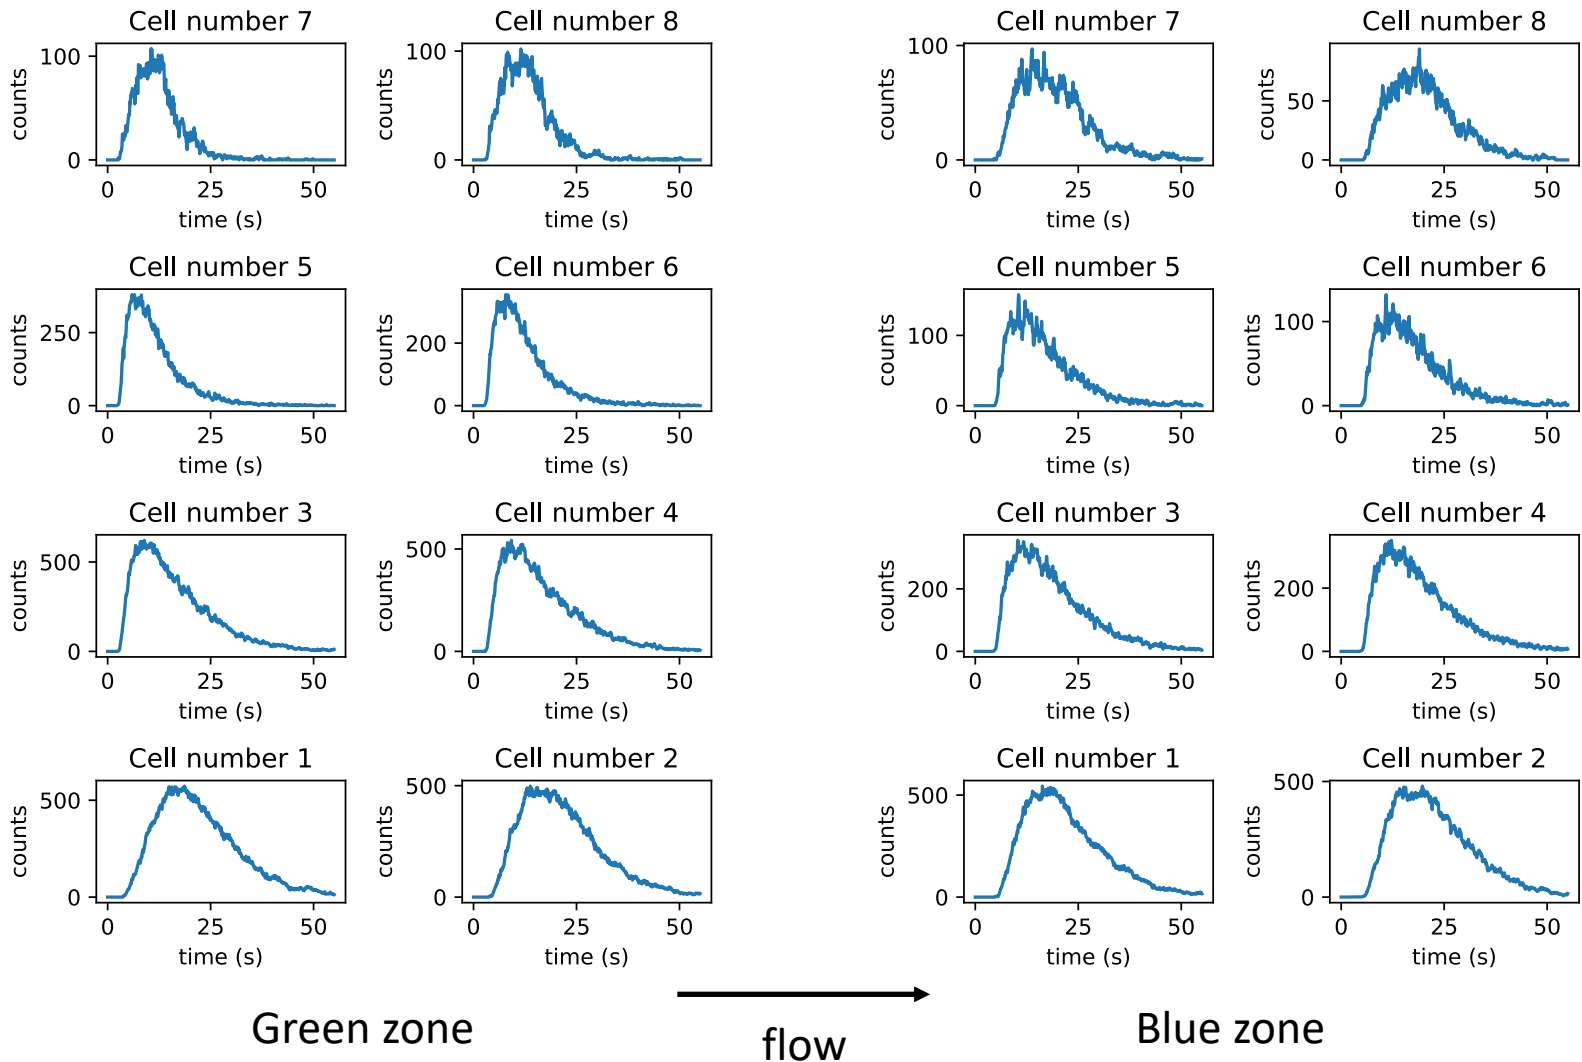 Cell number 7
Cell number 8
Cell number 7
Cell number 8
100
0
counts
0 25 50
time (s)
100
0
counts
0 25 50
time (s)
100
0
counts
0 25 50
time (s)
50
0
counts
0 25 50
time (s)
Cell number 5
Cell number 6
Cell number 5
Cell number 6
250
0
counts
0 25 50
time (s)
200
0
counts
0 25 50
time (s)
100
0
counts
0 25 50
time (s)
100
0
counts
0 25 50
time (s)
Cell number 3
Cell number 4
Cell number 3
Cell number 4
500
0
counts
0 25 50
time (s)
500
0
counts
0 25 50
time (s)
200
0
counts
0 25 50
time (s)
200
0
counts
0 25 50
time (s)
Cell number 1
Cell number 2
Cell number 1
Cell number 2
500
0
counts
0 25 50
time (s)
500
0
counts
0 25 50
time (s)
500
0
counts
0 25 50
time (s)
500
0
counts
0 25 50
time (s)
Green zone
flow
Blue zone